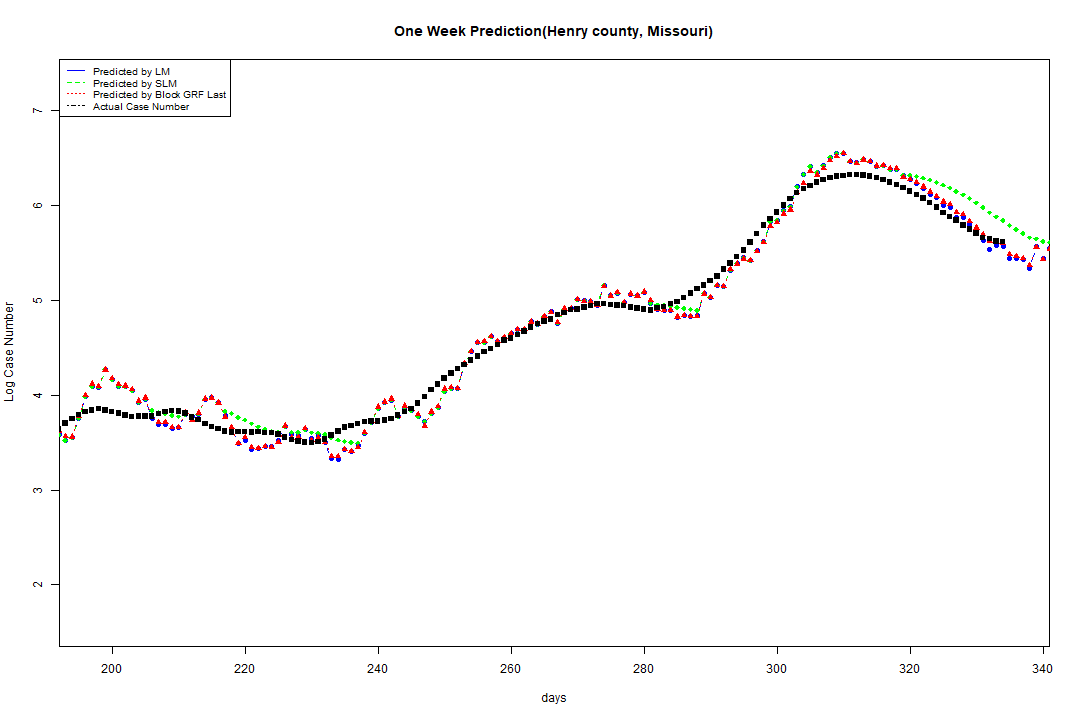 One Week Prediction(Henry county, Missouri)
Predicted by LM
Predicted by SLM
Predicted by Block GRF Last
Actual Case Number
7
6
5
4
3
2
Log Case Number
200 220 240 260 280 300 320 340
days